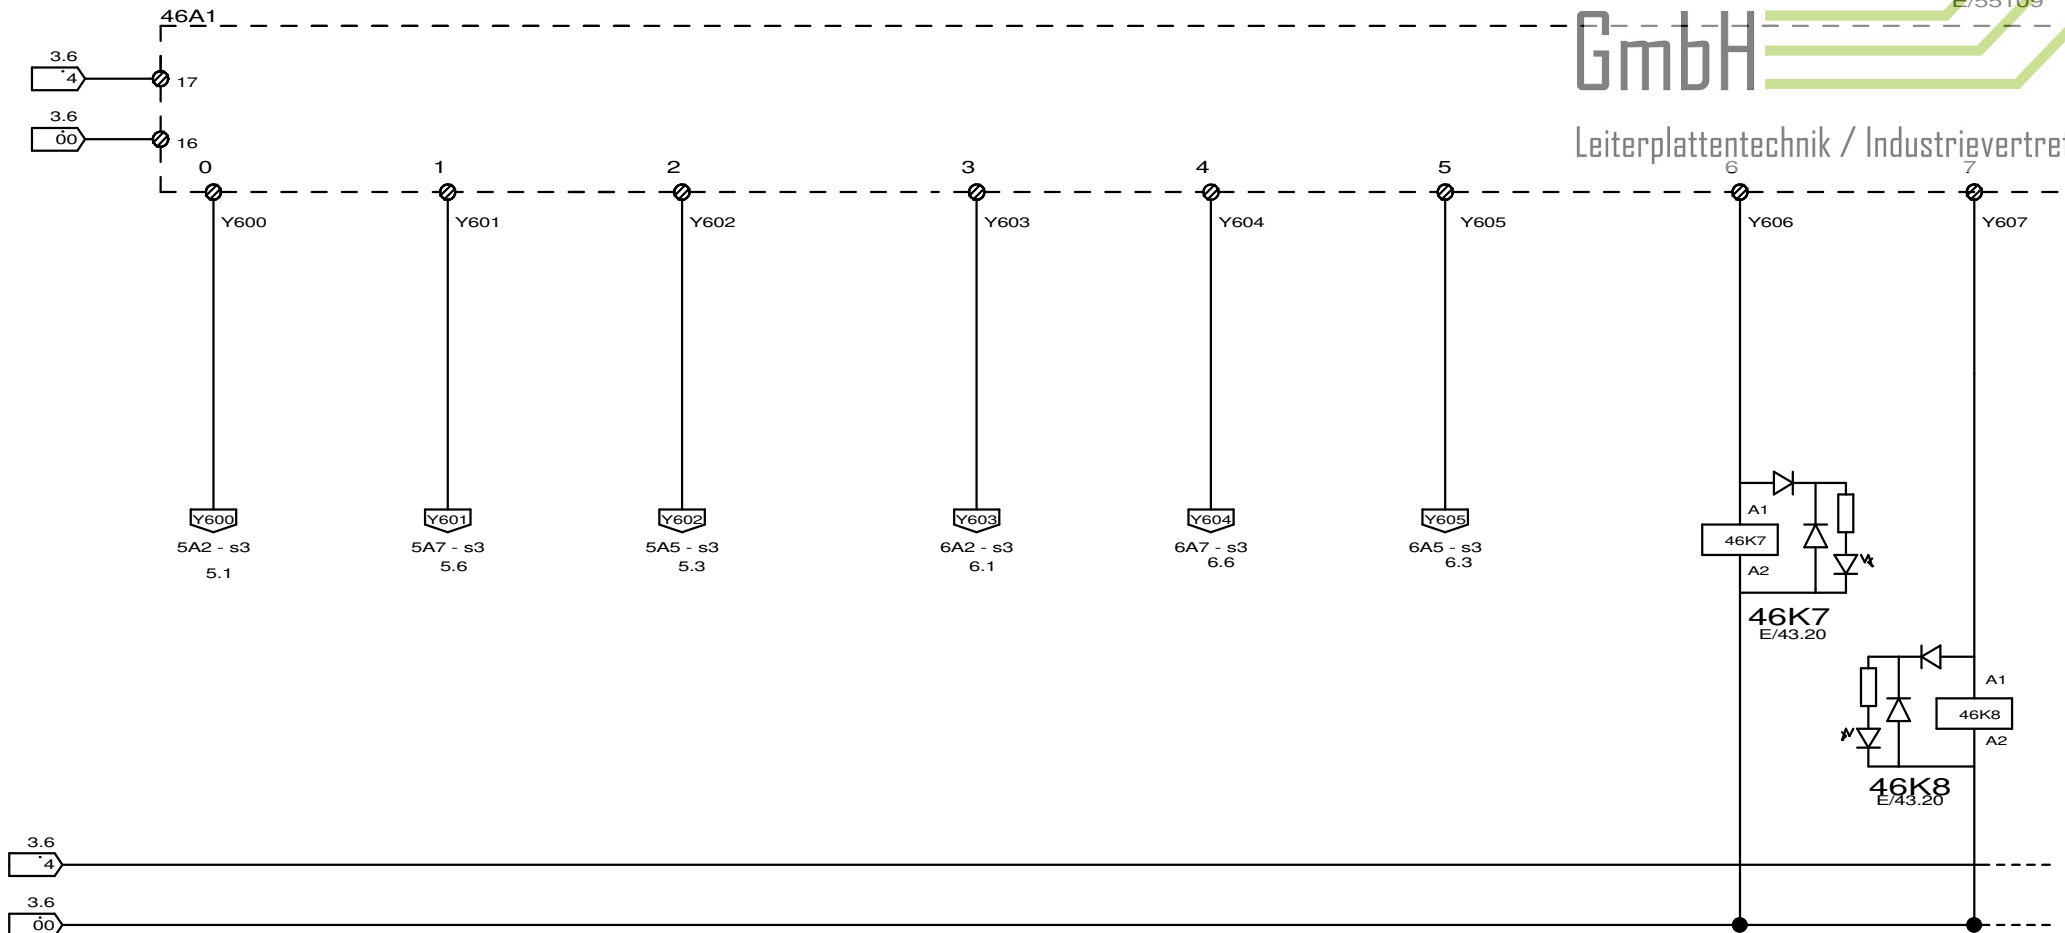 46A1
E/55109
GmbH
Leiterplattentechnik / Industrievertret
3.6
4
17
3.6
00
16
0 1 2 3 4 5 6 7
Y600 Y601 Y602 Y603 Y604 Y605 Y606 Y607
Y600 Y601 Y602 Y603 Y604 Y605
5A2 - s3 5A7 - s3 5A5 - s3 6A2 - s3 6A7 - s3 6A5 - s3
5.1 5.6 5.3 6.1 6.6 6.3
A1
46K7
A2
46K7
E/43.20
A1
46K8
A2
46K8
E/43.20
3.6
4
3.6
00